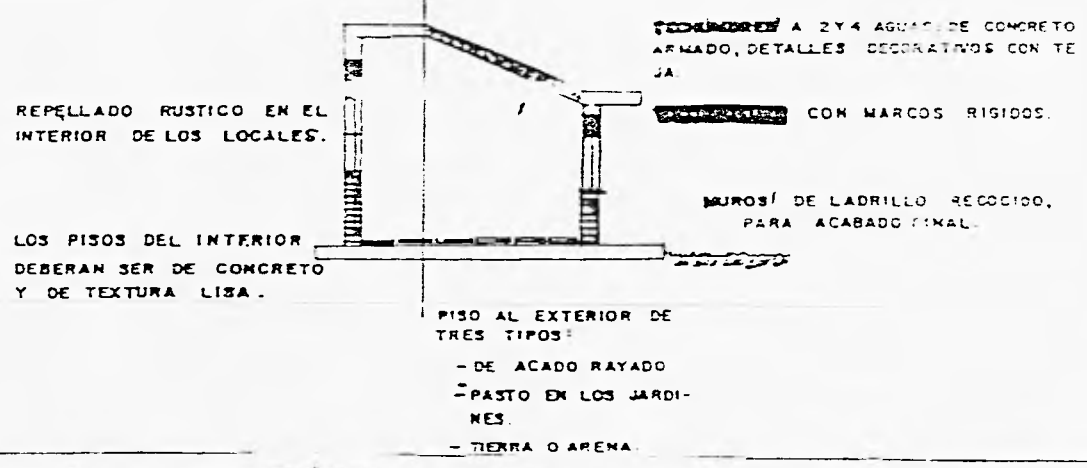 A 2 Y 4 AGUAS, DE CONCRETO
ARMADO, DETALLES DECORATIVOS CON TE
JA.
REPELLADO RUSTICO EN EL
INTERIOR DE LOS LOCALES.
CON MARCOS RIGIDOS.
MUROS DE LADRILLO RECOCIDO,
PARA ACABADO FINAL.
LOS PISOS DEL INTERIOR
DEBERAN SER DE CONCRETO
Y DE TEXTURA LISA.
PISO AL EXTERIOR DE
TRES TIPOS:
- DE ACADO RAYADO
- PASTO EN LOS JARDI-
NES.
- TIERRA O ARENA.